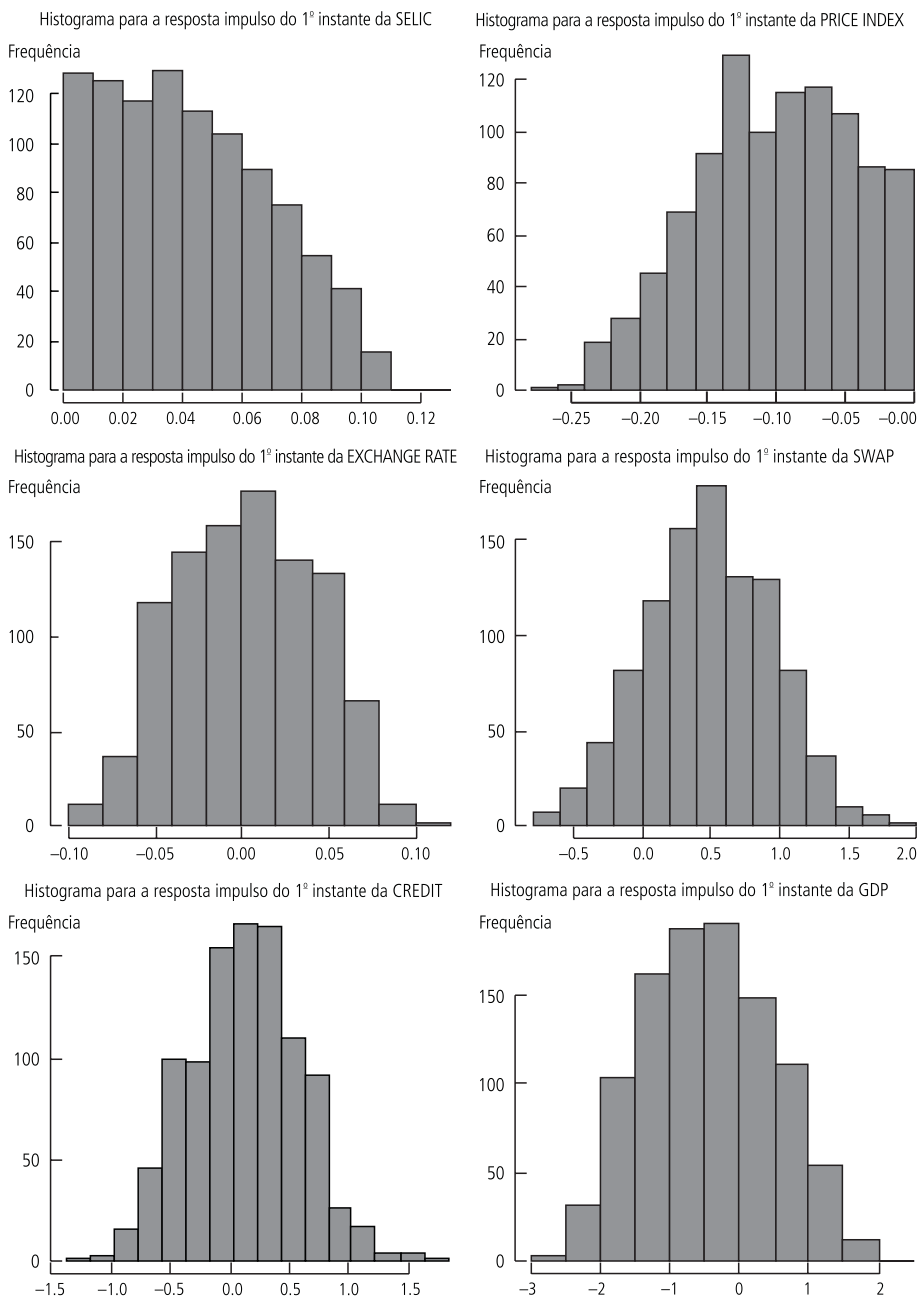 Histograma para a resposta impulso do 1º instante da SELIC
Frequência
120
100
80
60
40
20
0
0.00 0.02 0.04 0.06 0.08 0.10 0.12
Histograma para a resposta impulso do 1º instante da PRICE INDEX
Frequência
120
100
80
60
40
20
0
–0.25 –0.20 –0.15 –0.10 –0.05 –0.00
Histograma para a resposta impulso do 1º instante da EXCHANGE RATE
Frequência
150
100
50
0
–0.10 –0.05 0.00 0.05 0.10
Histograma para a resposta impulso do 1º instante da SWAP
Frequência
150
100
50
0
–0.5 0.0 0.5 1.0 1.5 2.0
Histograma para a resposta impulso do 1º instante da CREDIT
Frequência
150
100
50
0
–1.5 –1.0 –0.5 0.0 0.5 1.0 1.5
Histograma para a resposta impulso do 1º instante da GDP
Frequência
150
100
50
0
–3 –2 –1 0 1 2